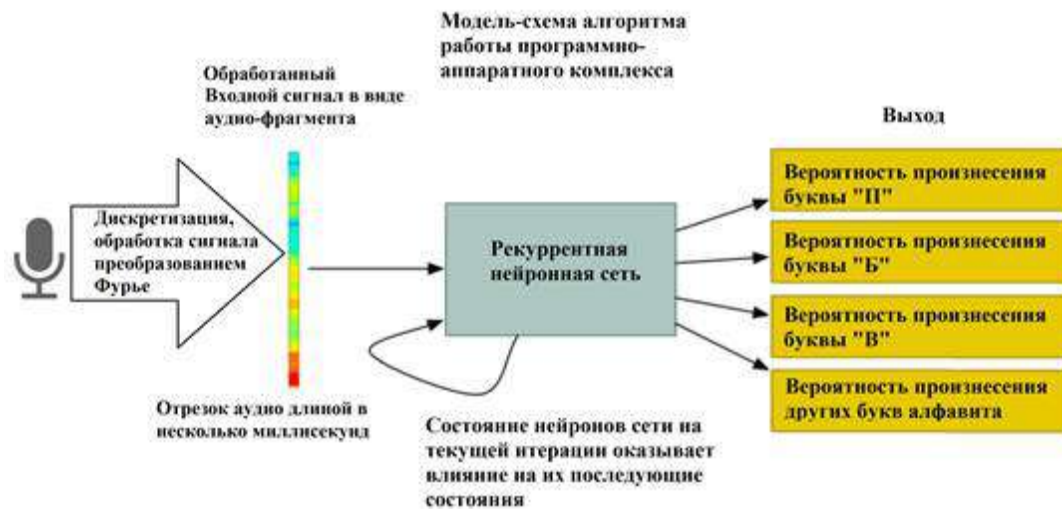 Модель-схема алгоритма
работы программно-
аппаратного комплекса
Обработанный
Входной сигнал в виде
аудио-фрагмента
Дискретизация,
обработка сигнала
преобразованием
Фурье
Отрезок аудио длиной в
несколько миллисекунд
Рекуррентная
нейронная сеть
Состояние нейронов сети на
текущей итерации оказывает
влияние на их последующие
состояния
Выход
Вероятность произнесения
буквы "П"
Вероятность произнесения
буквы "Б"
Вероятность произнесения
буквы "В"
Вероятность произнесения
других букв алфавита